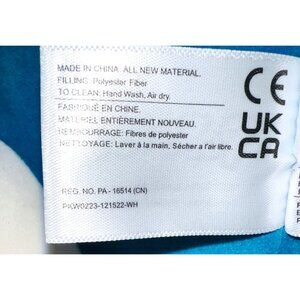 MADE IN CHINA. ALL NEW MATERIAL.
FILLING: Polyester Fiber
TO CLEAN: Hand Wash, Air dry.
FABRIQUÉ EN CHINE.
MATERIEL ENTIÈREMENT NOUVEAU.
REMBOURRAGE: Fibres de polyester
NETTOYAGE: Laver à la main, Sécher a l'air libre.
REG. NO. PA - 16514 (CN)
PKW0223-121522-WH
CE
UK
CA